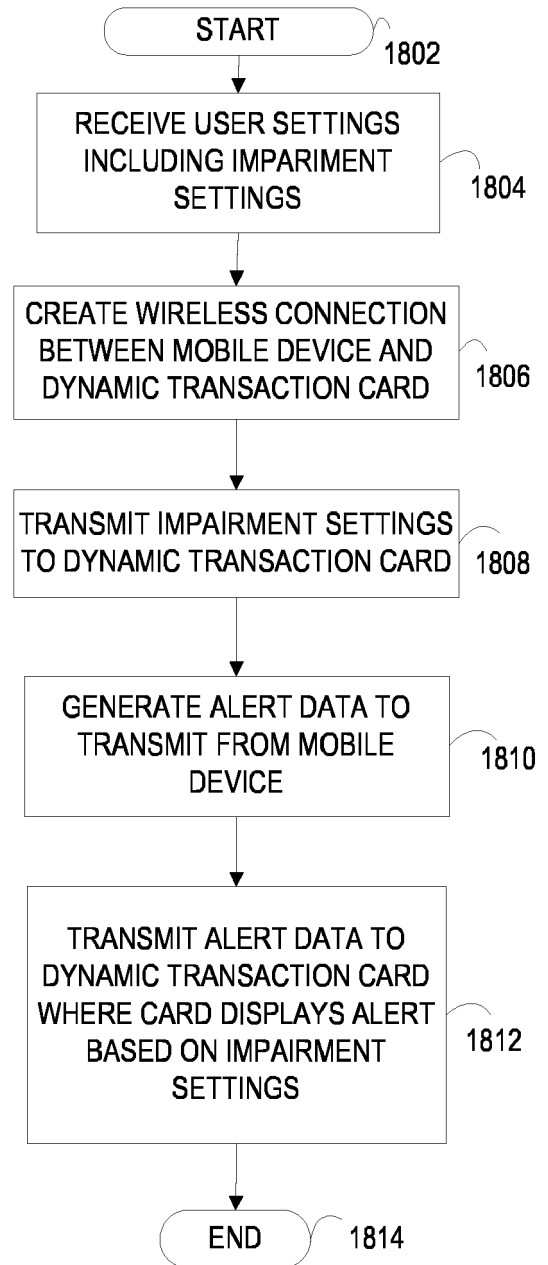 START
1802
RECEIVE USER SETTINGS
INCLUDING IMPARIMENT
SETTINGS
1804
CREATE WIRELESS CONNECTION
BETWEEN MOBILE DEVICE AND
DYNAMIC TRANSACTION CARD
1806
TRANSMIT IMPAIRMENT SETTINGS
TO DYNAMIC TRANSACTION CARD
1808
GENERATE ALERT DATA TO
TRANSMIT FROM MOBILE
DEVICE
1810
TRANSMIT ALERT DATA TO
DYNAMIC TRANSACTION CARD
WHERE CARD DISPLAYS ALERT
BASED ON IMPAIRMENT
SETTINGS
1812
END
1814